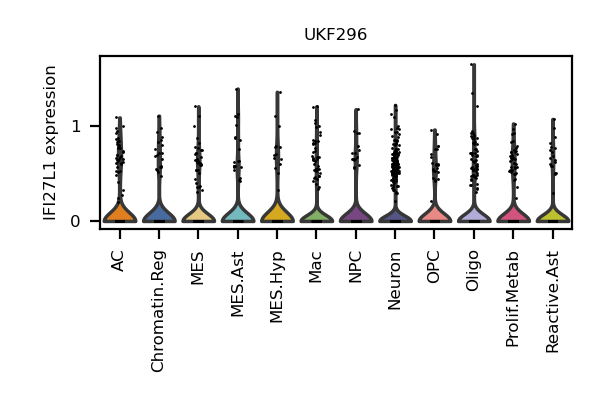 UKF296
IFI27L1 expression
1
0
AC
Chromatin.Reg
MES
MES.Ast
MES.Hyp
Mac
NPC
Neuron
OPC
Oligo
Prolif.Metab
Reactive.Ast